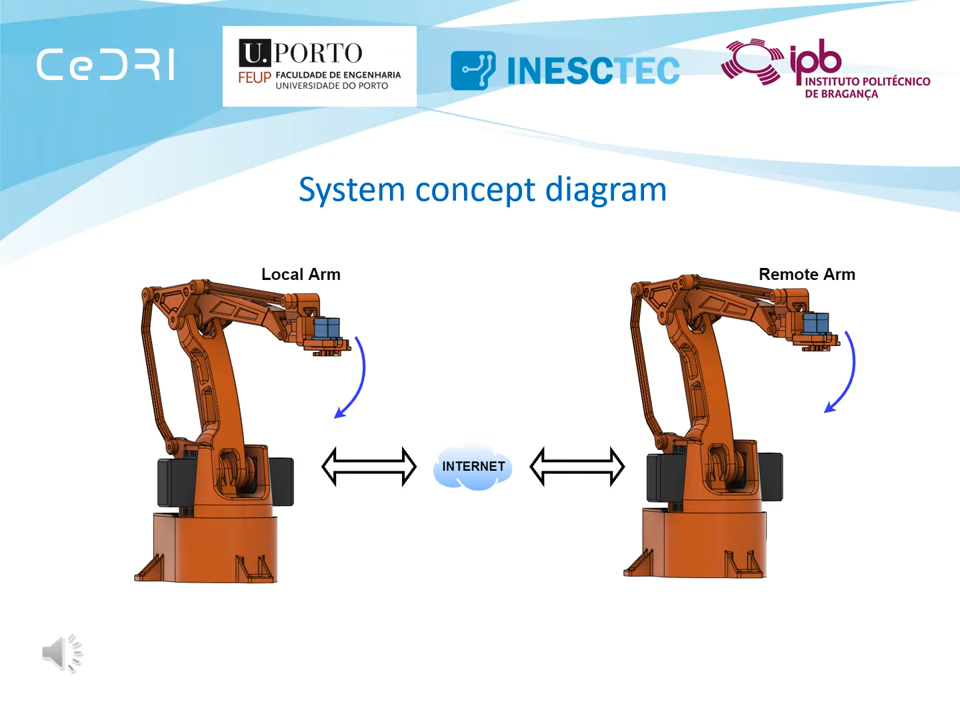 CeDRI
U.PORTO
FEUP FACULDADE DE ENGENHARIA
UNIVERSIDADE DO PORTO
INESCTEC
ipb
INSTITUTO POLITÉCNICO
DE BRAGANÇA
System concept diagram
Local Arm
Remote Arm
INTERNET